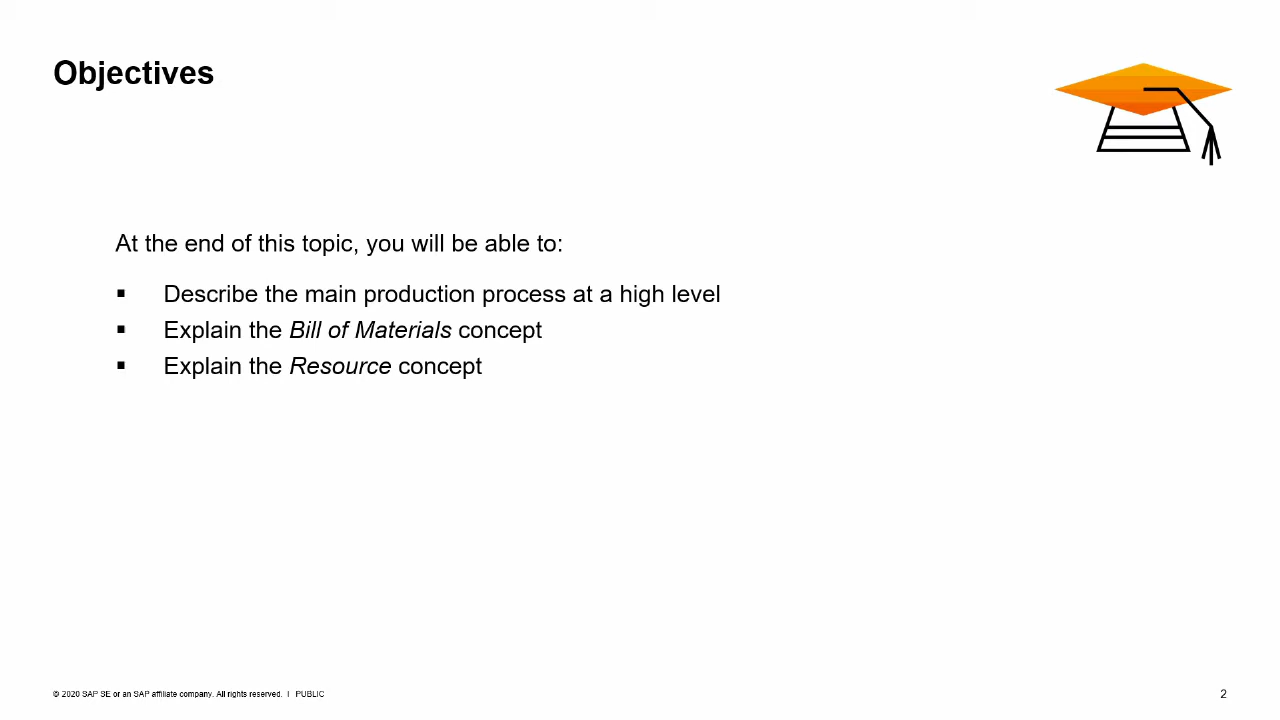 Objectives
At the end of this topic, you will be able to:
▪ Describe the main production process at a high level
▪ Explain the Bill of Materials concept
▪ Explain the Resource concept
© 2020 SAP SE or an SAP affiliate company. All rights reserved. I PUBLIC
2